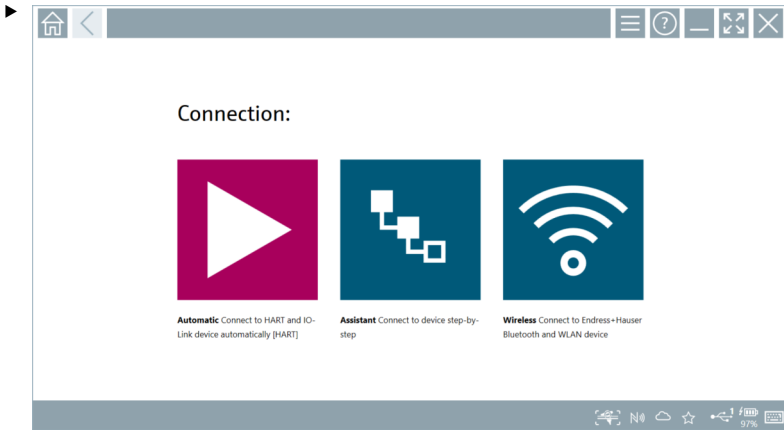 Connection:
Automatic Connect to HART and IO-
Link device automatically [HART]
Assistant Connect to device step-by-
step
Wireless Connect to Endress+Hauser
Bluetooth and WLAN device
?
1
97%